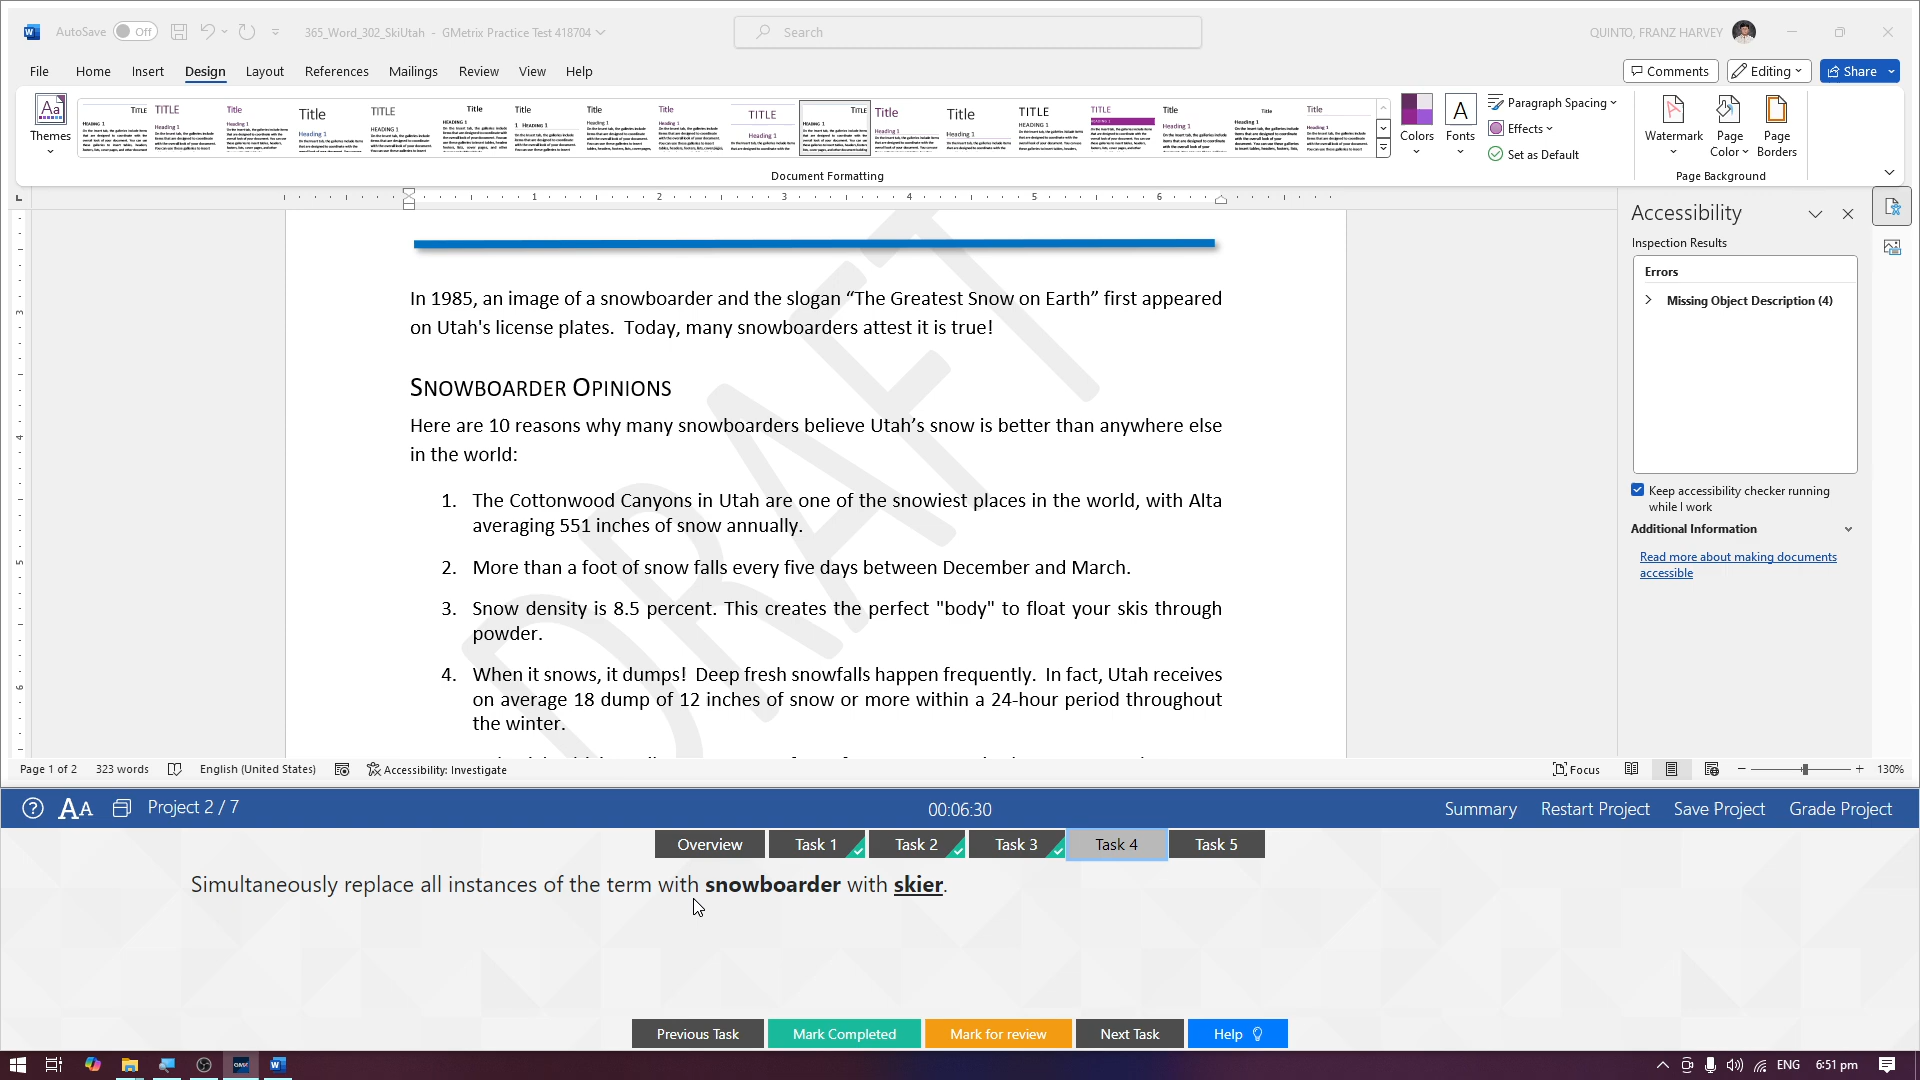 AutoSave Off 365_Word_302_SkiUtah - GMetrix Practice Test 418704 Search QUINTO, FRANZ HARVEY
File Home Insert Design Layout References Mailings Review View Help Comments Editing Share
Themes
Colors
Fonts
Paragraph Spacing
Effects
Set as Default
Document Formatting
Watermark
Page Color
Page Borders
Page Background
1 2 3 4 5 6
In 1985, an image of a snowboarder and the slogan “The Greatest Snow on Earth” first appeared
on Utah's license plates.  Today, many snowboarders attest it is true!
SNOWBOARDER OPINIONS
Here are 10 reasons why many snowboarders believe Utah’s snow is better than anywhere else
in the world:
1. The Cottonwood Canyons in Utah are one of the snowiest places in the world, with Alta
averaging 551 inches of snow annually.
2. More than a foot of snow falls every five days between December and March.
3. Snow density is 8.5 percent. This creates the perfect "body" to float your skis through
powder.
4. When it snows, it dumps!  Deep fresh snowfalls happen frequently.  In fact, Utah receives
on average 18 dump of 12 inches of snow or more within a 24-hour period throughout
the winter.
DRAFT
Accessibility
Inspection Results
Errors
Missing Object Description (4)
Keep accessibility checker running
while I work
Additional Information
Read more about making documents
accessible
Page 1 of 2 323 words English (United States) Accessibility: Investigate Focus 130%
Project 2 / 7 00:06:30 Summary Restart Project Save Project Grade Project
Overview Task 1 Task 2 Task 3 Task 4 Task 5
Simultaneously replace all instances of the term with snowboarder with skier.
Previous Task Mark Completed Mark for review Next Task Help
ENG 6:51 pm